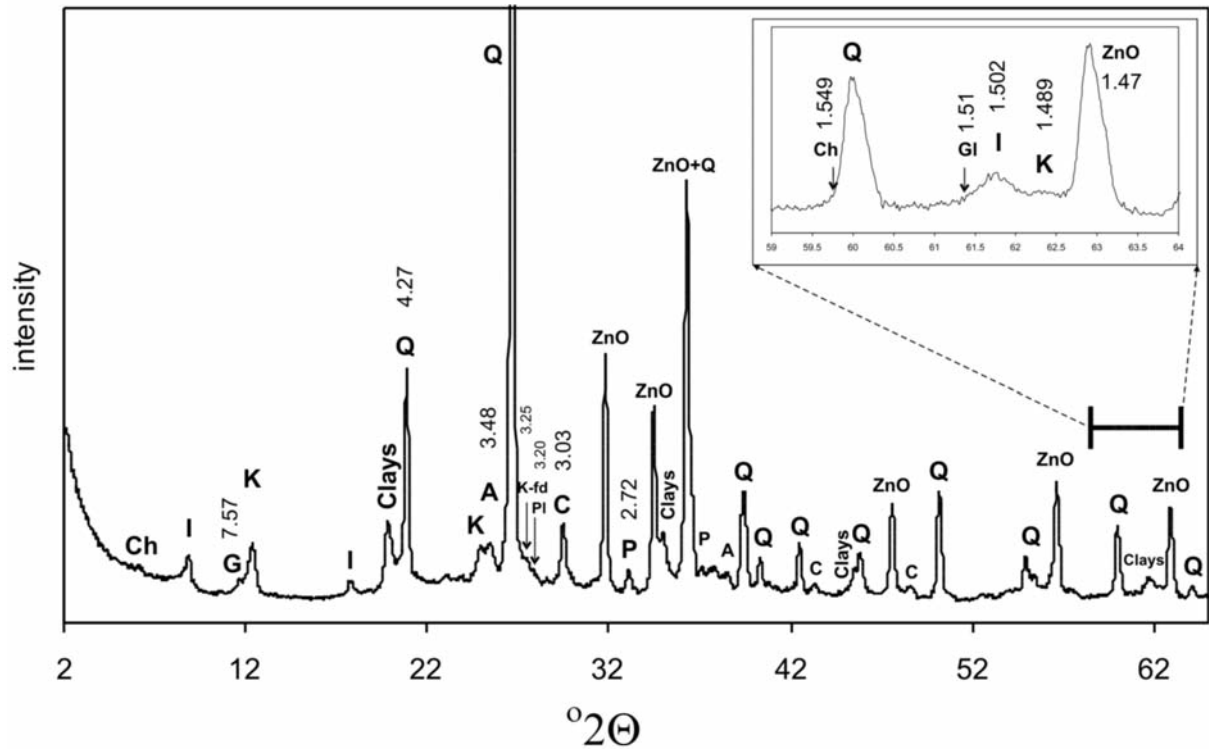 Q
1.549
Ch
Q
1.51
Gl
1.502
I
1.489
K
ZnO
1.47
59 59.5 60 60.5 61 61.5 62 62.5 63 63.5 64
intensity
Ch
I
7.57
G
K
I
Clays
4.27
Q
K
3.48
A
3.25
K-fd
3.20
Pl
3.03
C
ZnO
2.72
P
ZnO
Clays
ZnO+Q
P
A
Q
Q
Q
C
Clays
Q
ZnO
C
Q
Q
ZnO
Q
Clays
ZnO
Q
2 12 22 32 42 52 62
°2Θ